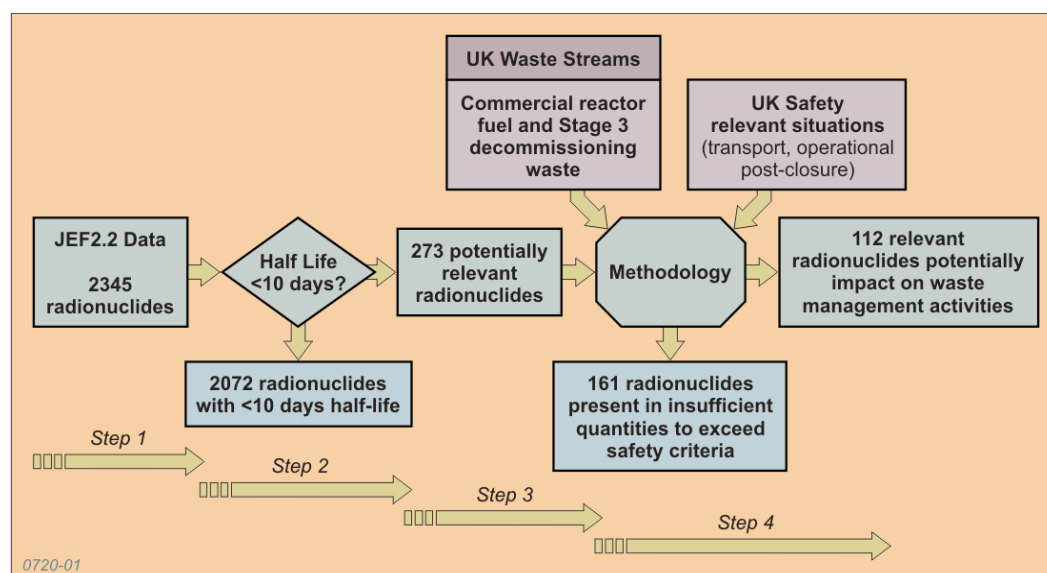 UK Waste Streams
Commercial reactor
fuel and Stage 3
decommissioning
waste
UK Safety
relevant situations
(transport, operational
post-closure)
JEF2.2 Data
2345
radionuclides
Half Life
<10 days?
273 potentially
relevant
radionuclides
Methodology
112 relevant
radionuclides potentially
impact on waste
management activities
2072 radionuclides
with <10 days half-life
161 radionuclides
present in insufficient
quantities to exceed
safety criteria
Step 1
Step 2
Step 3
Step 4
0720-01